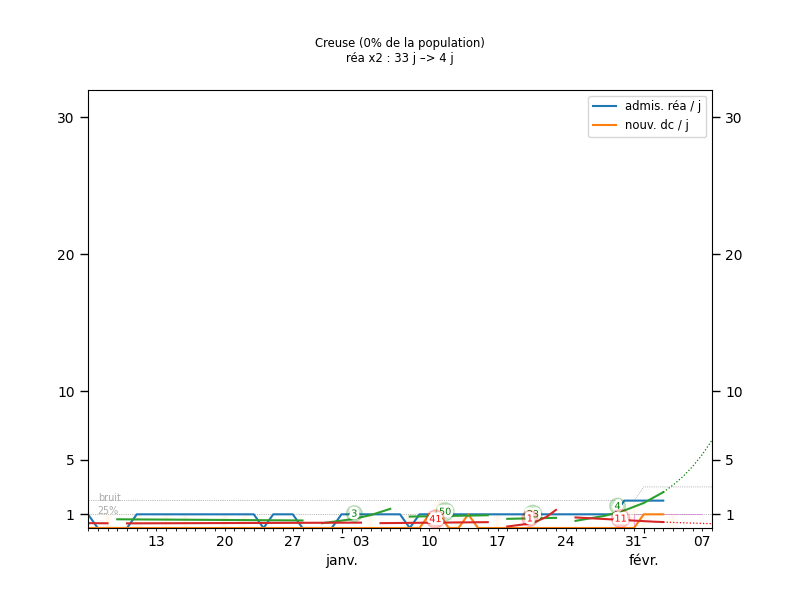 Creuse (0% de la population)
réa x2 : 33 j –> 4 j
admis. réa / j
nouv. dc / j
30 30
20 20
10 10
5 5
1 1
bruit
25%
3 50 4
41 11
13 20 27 - 03 10 17 24 31- 07
janv. févr.